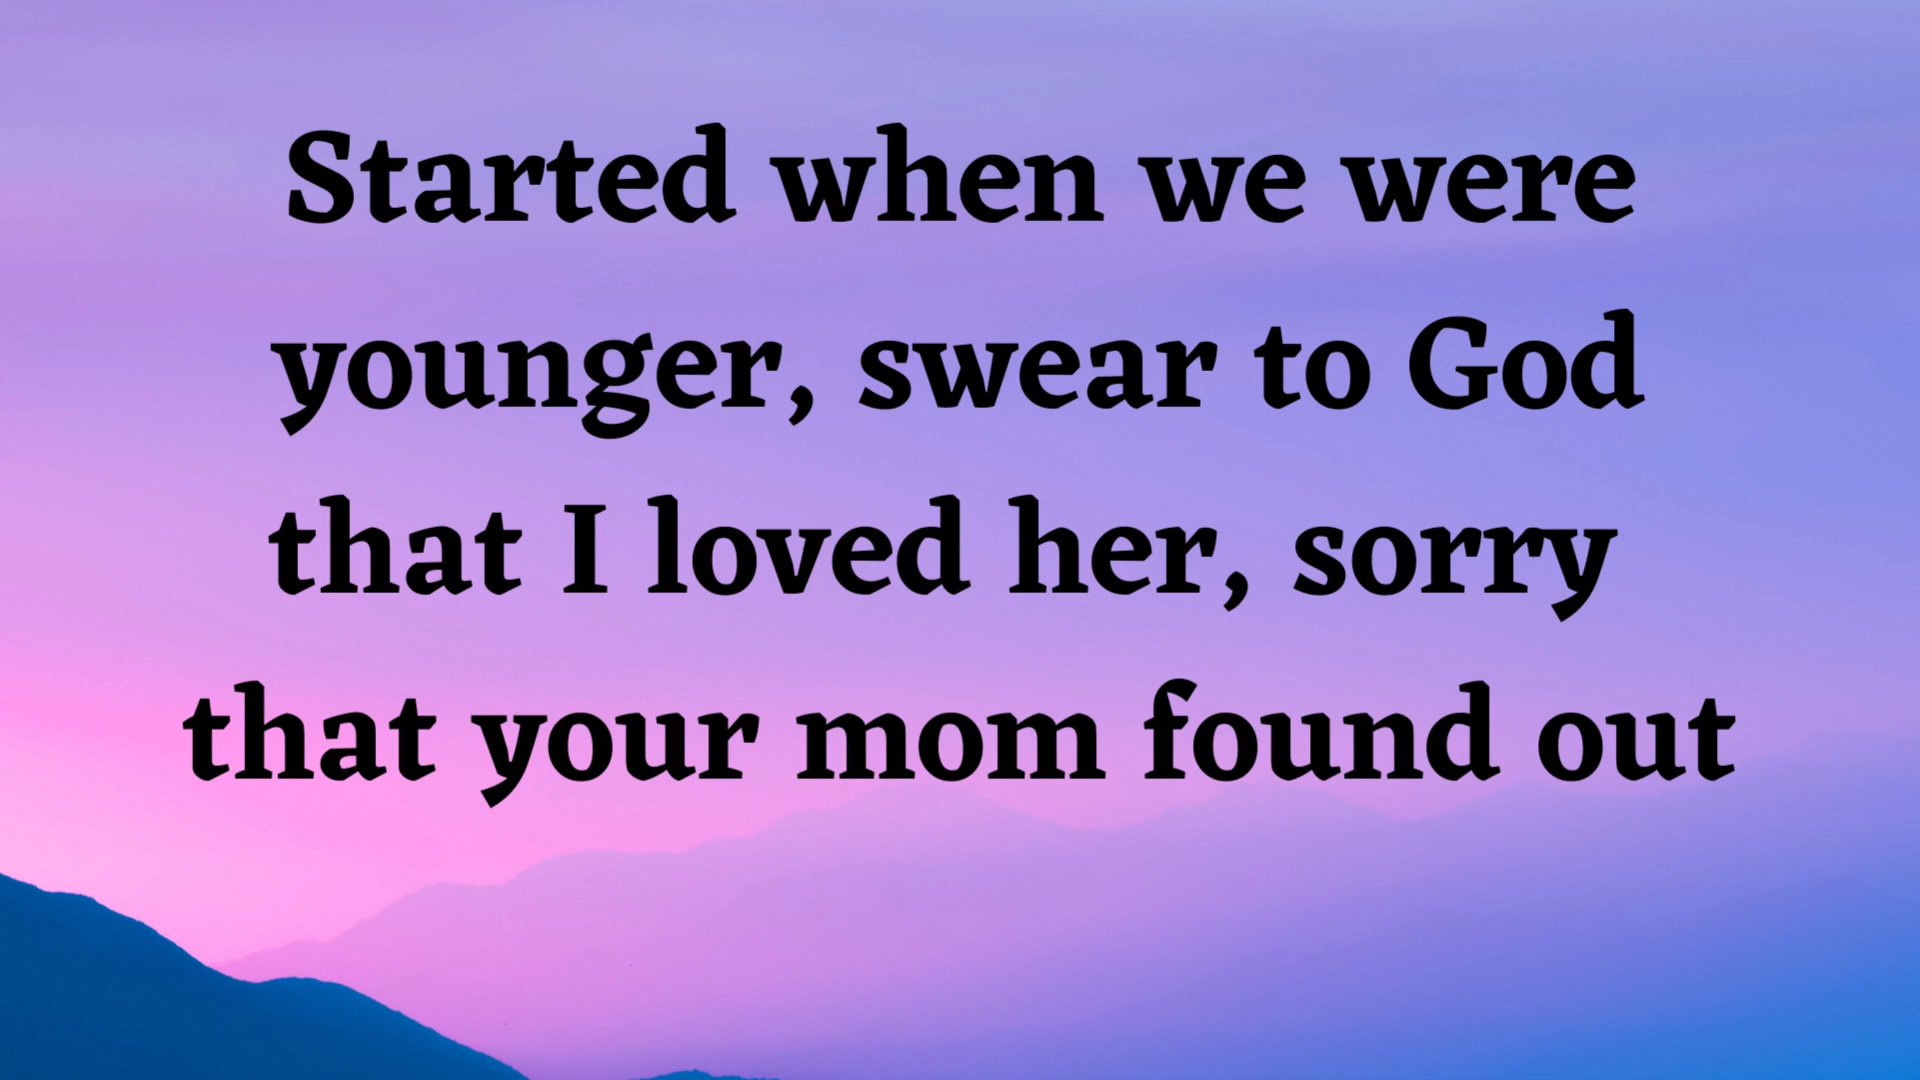 Started when we were
younger, swear to God
that I loved her, sorry
that your mom found out